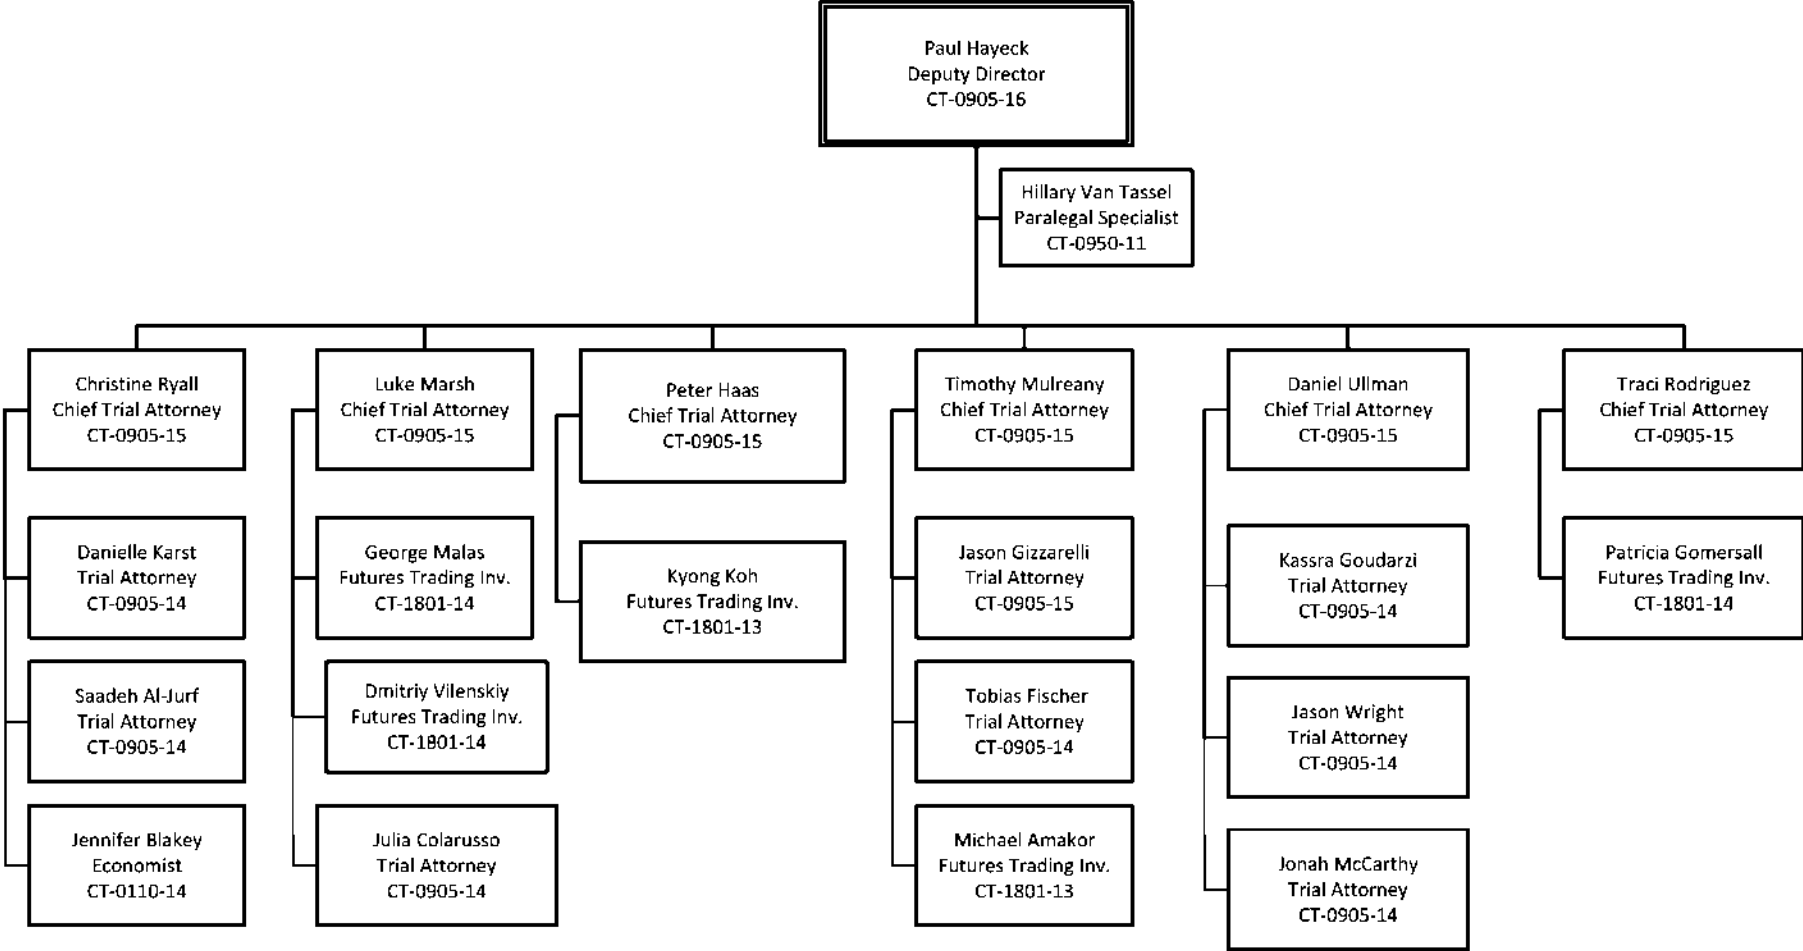 Paul Hayeck
Deputy Director
CT-0905-16
Hillary Van Tassel
Paralegal Specialist
CT-0950-11
Christine Ryall
Chief Trial Attorney
CT-0905-15
Luke Marsh
Chief Trial Attorney
CT-0905-15
Peter Haas
Chief Trial Attorney
CT-0905-15
Timothy Mulreany
Chief Trial Attorney
CT-0905-15
Daniel Ullman
Chief Trial Attorney
CT-0905-15
Traci Rodriguez
Chief Trial Attorney
CT-0905-15
Danielle Karst
Trial Attorney
CT-0905-14
George Malas
Futures Trading Inv.
CT-1801-14
Kyong Koh
Futures Trading Inv.
CT-1801-13
Jason Gizzarelli
Trial Attorney
CT-0905-15
Kassra Goudarzi
Trial Attorney
CT-0905-14
Patricia Gomersall
Futures Trading Inv.
CT-1801-14
Saadeh Al-Jurf
Trial Attorney
CT-0905-14
Dmitriy Vilenskiy
Futures Trading Inv.
CT-1801-14
Tobias Fischer
Trial Attorney
CT-0905-14
Jason Wright
Trial Attorney
CT-0905-14
Jennifer Blakey
Economist
CT-0110-14
Julia Colarusso
Trial Attorney
CT-0905-14
Michael Amakor
Futures Trading Inv.
CT-1801-13
Jonah McCarthy
Trial Attorney
CT-0905-14